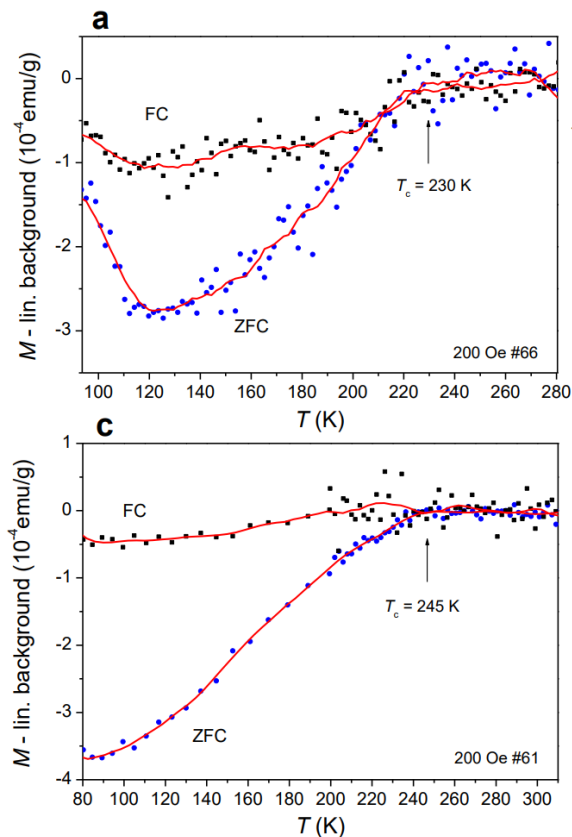 a
M - lin. background (10⁻⁴emu/g)
0
-1
-2
-3
FC
ZFC
Tc = 230 K
200 Oe #66
100 120 140 160 180 200 220 240 260 280
T (K)
c
M - lin. background (10⁻⁴emu/g)
1
0
-1
-2
-3
-4
FC
ZFC
Tc = 245 K
200 Oe #61
80 100 120 140 160 180 200 220 240 260 280 300
T (K)